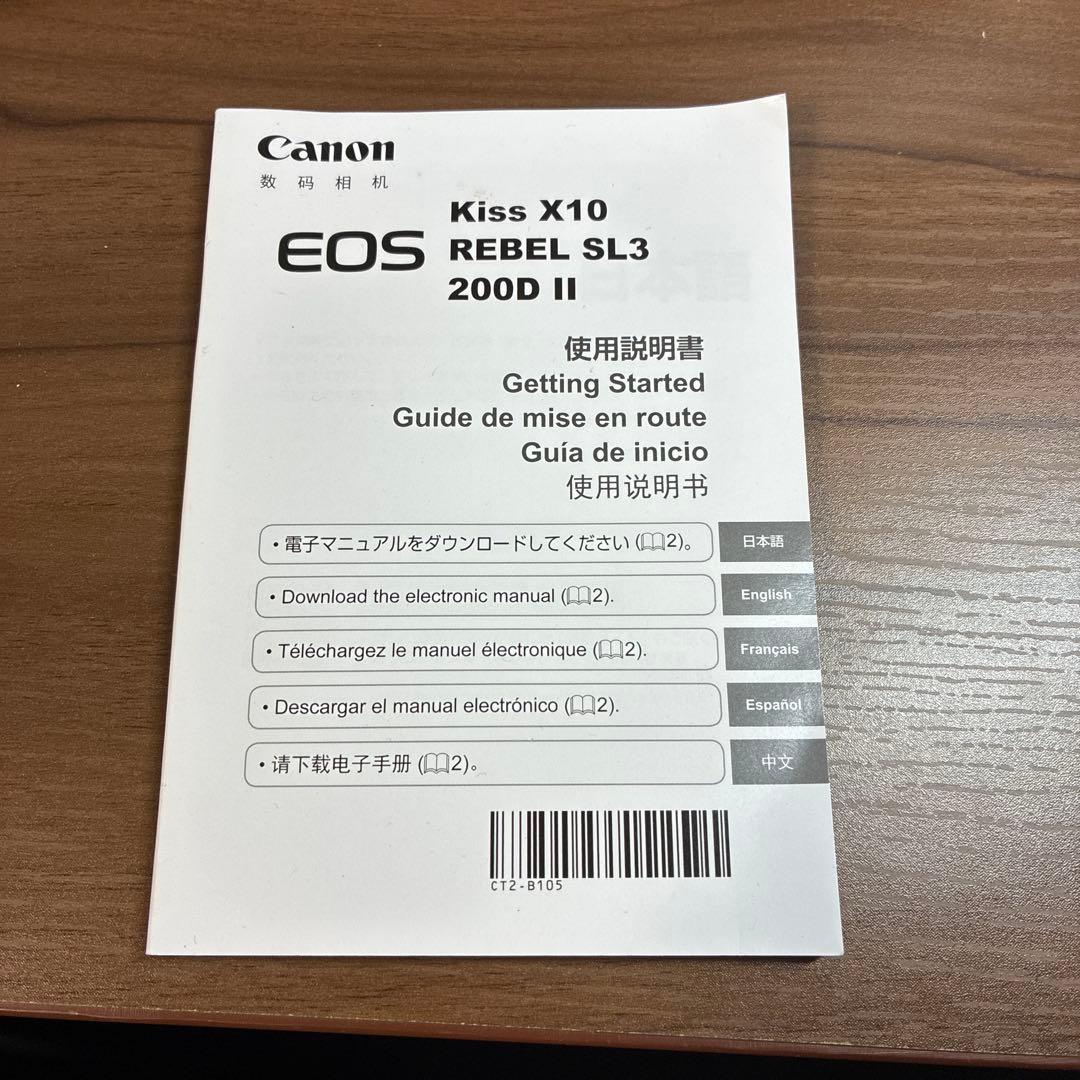 Canon
数码相机
EOS
Kiss X10
REBEL SL3
200D II
使用説明書
Getting Started
Guide de mise en route
Guía de inicio
使用说明书
・電子マニュアルをダウンロードしてください (📖2)。 日本語
• Download the electronic manual (📖2). English
• Téléchargez le manuel électronique (📖2). Français
• Descargar el manual electrónico (📖2). Español
• 请下载电子手册 (📖2)。 中文
CT2-B105